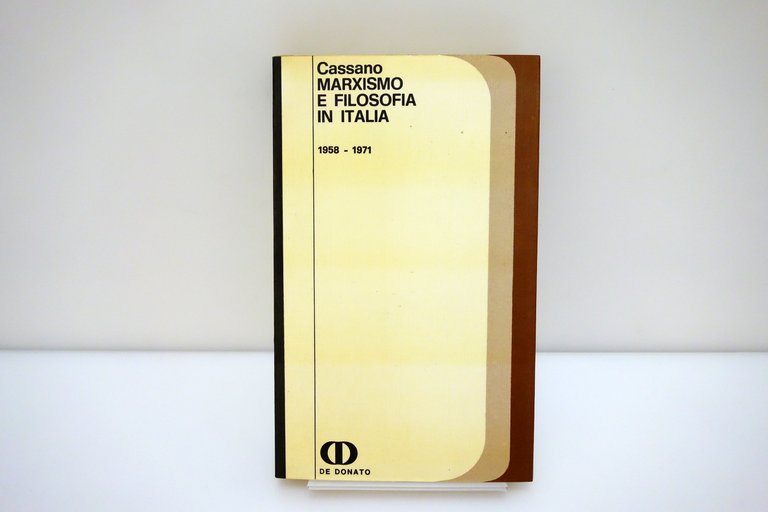 Cassano
MARXISMO
E FILOSOFIA
IN ITALIA
1958 - 1971
DE DONATO